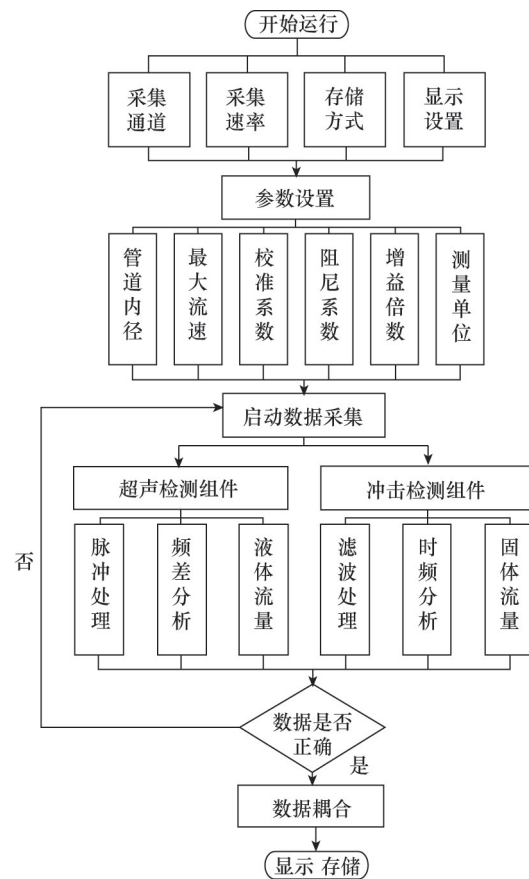 开始运行
采集
通道
采集
速率
存储
方式
显示
设置
参数设置
管道内径
最大流速
校准系数
阻尼系数
增益倍数
测量单位
启动数据采集
超声检测组件
冲击检测组件
脉冲处理
频差分析
液体流量
滤波处理
时频分析
固体流量
否
数据是否
正确
是
数据耦合
显示 存储